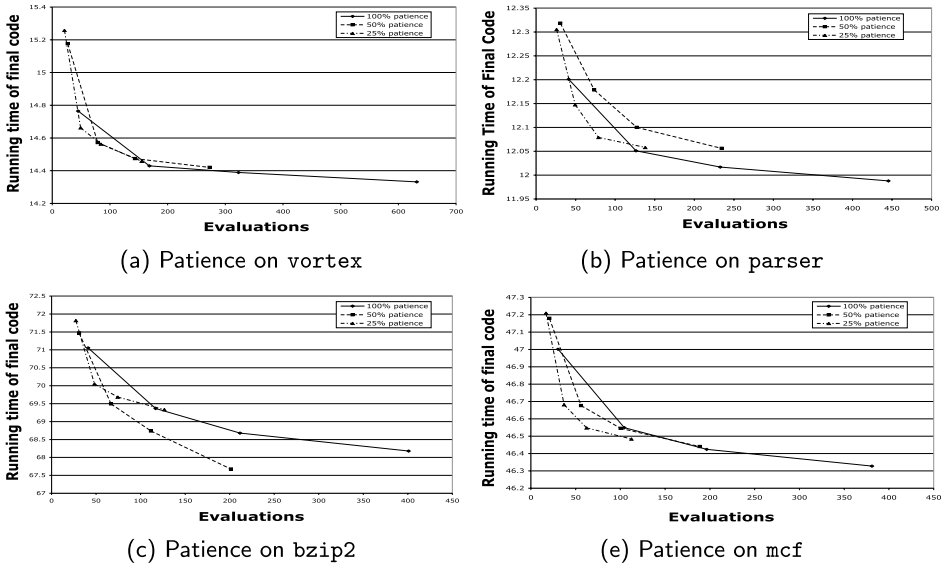 15.4
15.2
15
14.8
14.6
14.4
14.2
0 100 200 300 400 500 600 700
Running time of final code
Evaluations
100% patience
50% patience
25% patience
(a) Patience on vortex
12.35
12.3
12.25
12.2
12.15
12.1
12.05
12
11.95
0 50 100 150 200 250 300 350 400 450 500
Running Time of Final Code
Evaluations
100% patience
50% patience
25% patience
(b) Patience on parser
72.5
72
71.5
71
70.5
70
69.5
69
68.5
68
67.5
67
0 50 100 150 200 250 300 350 400 450
Running time of final code
Evaluations
100% patience
50% patience
25% patience
(c) Patience on bzip2
47.3
47.2
47.1
47
46.9
46.8
46.7
46.6
46.5
46.4
46.3
46.2
0 50 100 150 200 250 300 350 400 450
Running time of final code
Evaluations
100% patience
50% patience
25% patience
(e) Patience on mcf